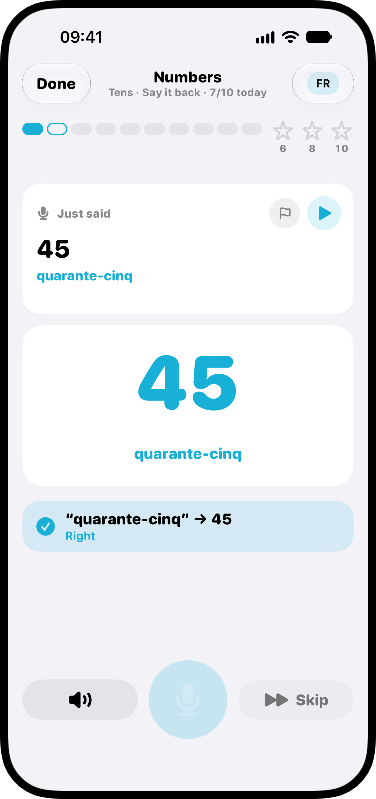 09:41
Done
Numbers
Tens · Say it back · 7/10 today
FR
6 8 10
Just said
45
quarante-cinq
45
quarante-cinq
“quarante-cinq” → 45
Right
Skip